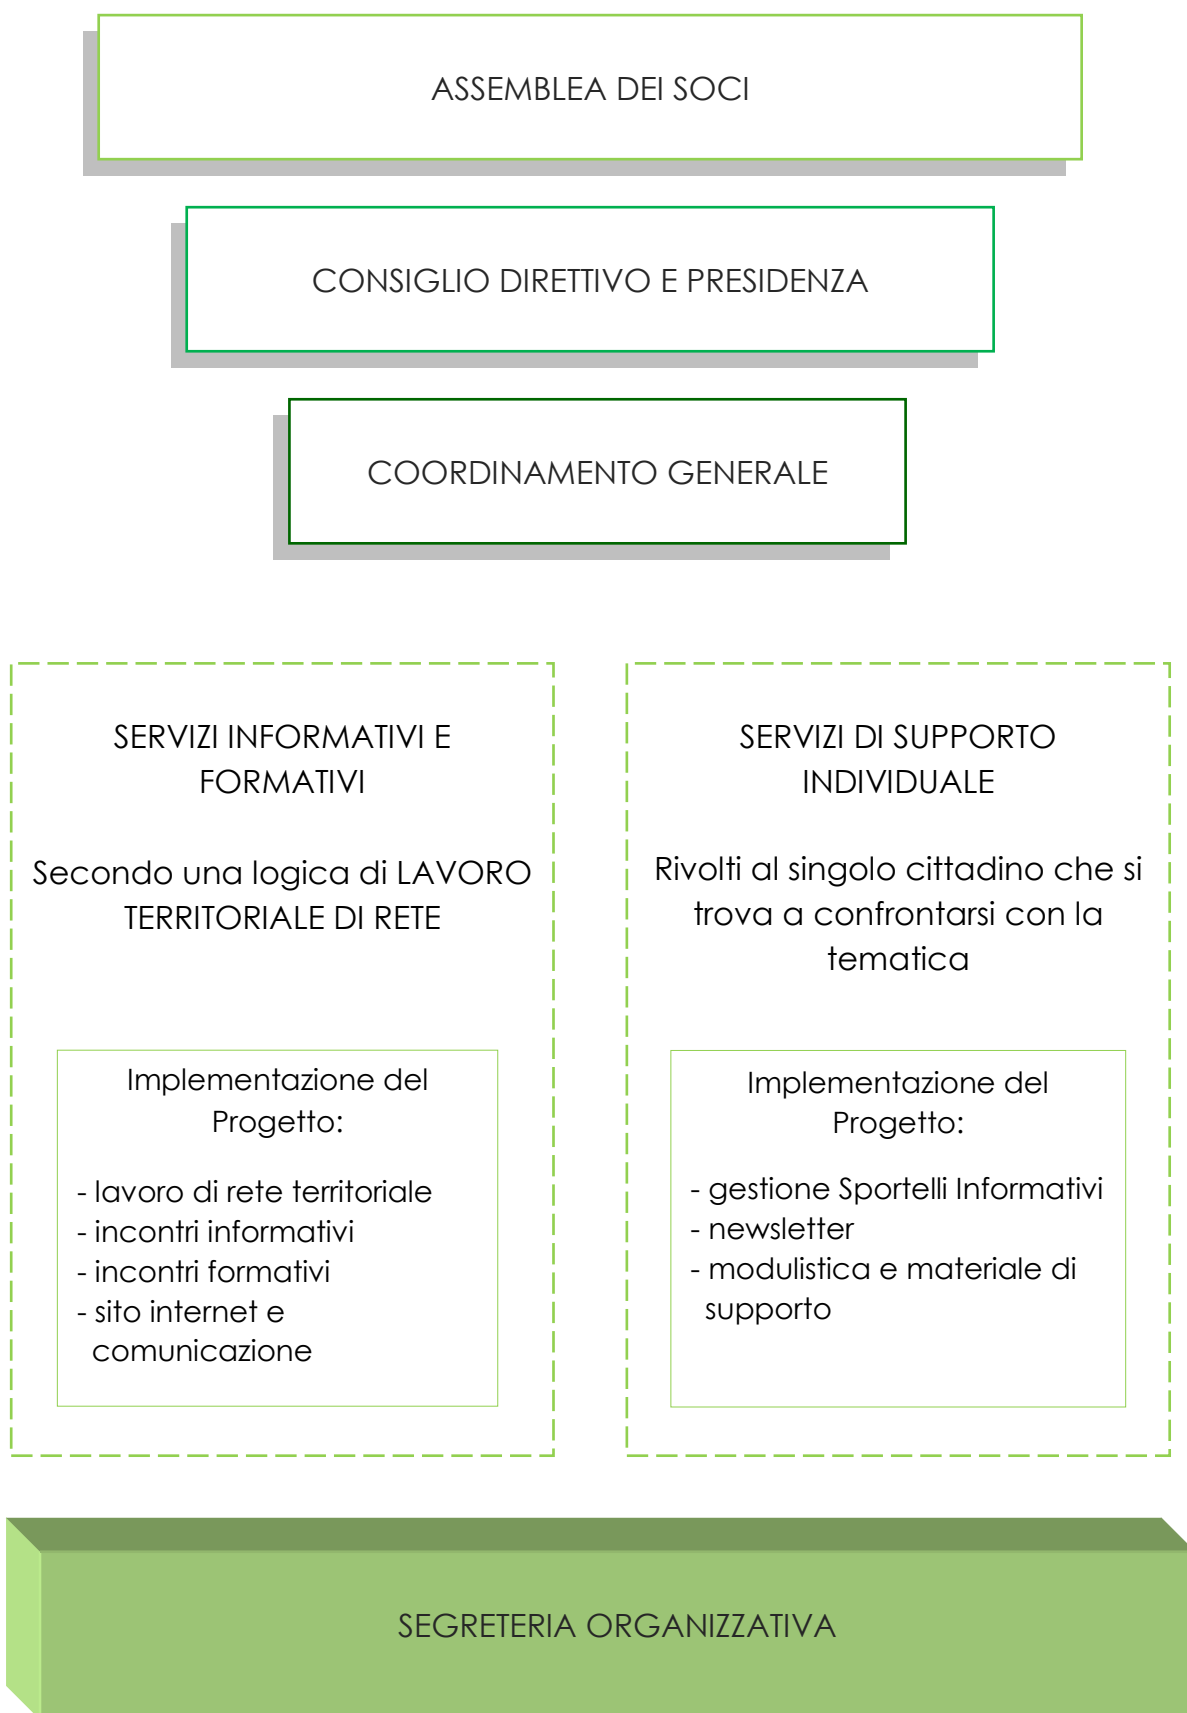 ASSEMBLEA DEI SOCI
CONSIGLIO DIRETTIVO E PRESIDENZA
COORDINAMENTO GENERALE
SERVIZI INFORMATIVI E
FORMATIVI
Secondo una logica di LAVORO
TERRITORIALE DI RETE
Implementazione del
Progetto:
- lavoro di rete territoriale
- incontri informativi
- incontri formativi
- sito internet e
comunicazione
SERVIZI DI SUPPORTO
INDIVIDUALE
Rivolti al singolo cittadino che si
trova a confrontarsi con la
tematica
Implementazione del
Progetto:
- gestione Sportelli Informativi
- newsletter
- modulistica e materiale di
supporto
SEGRETERIA ORGANIZZATIVA